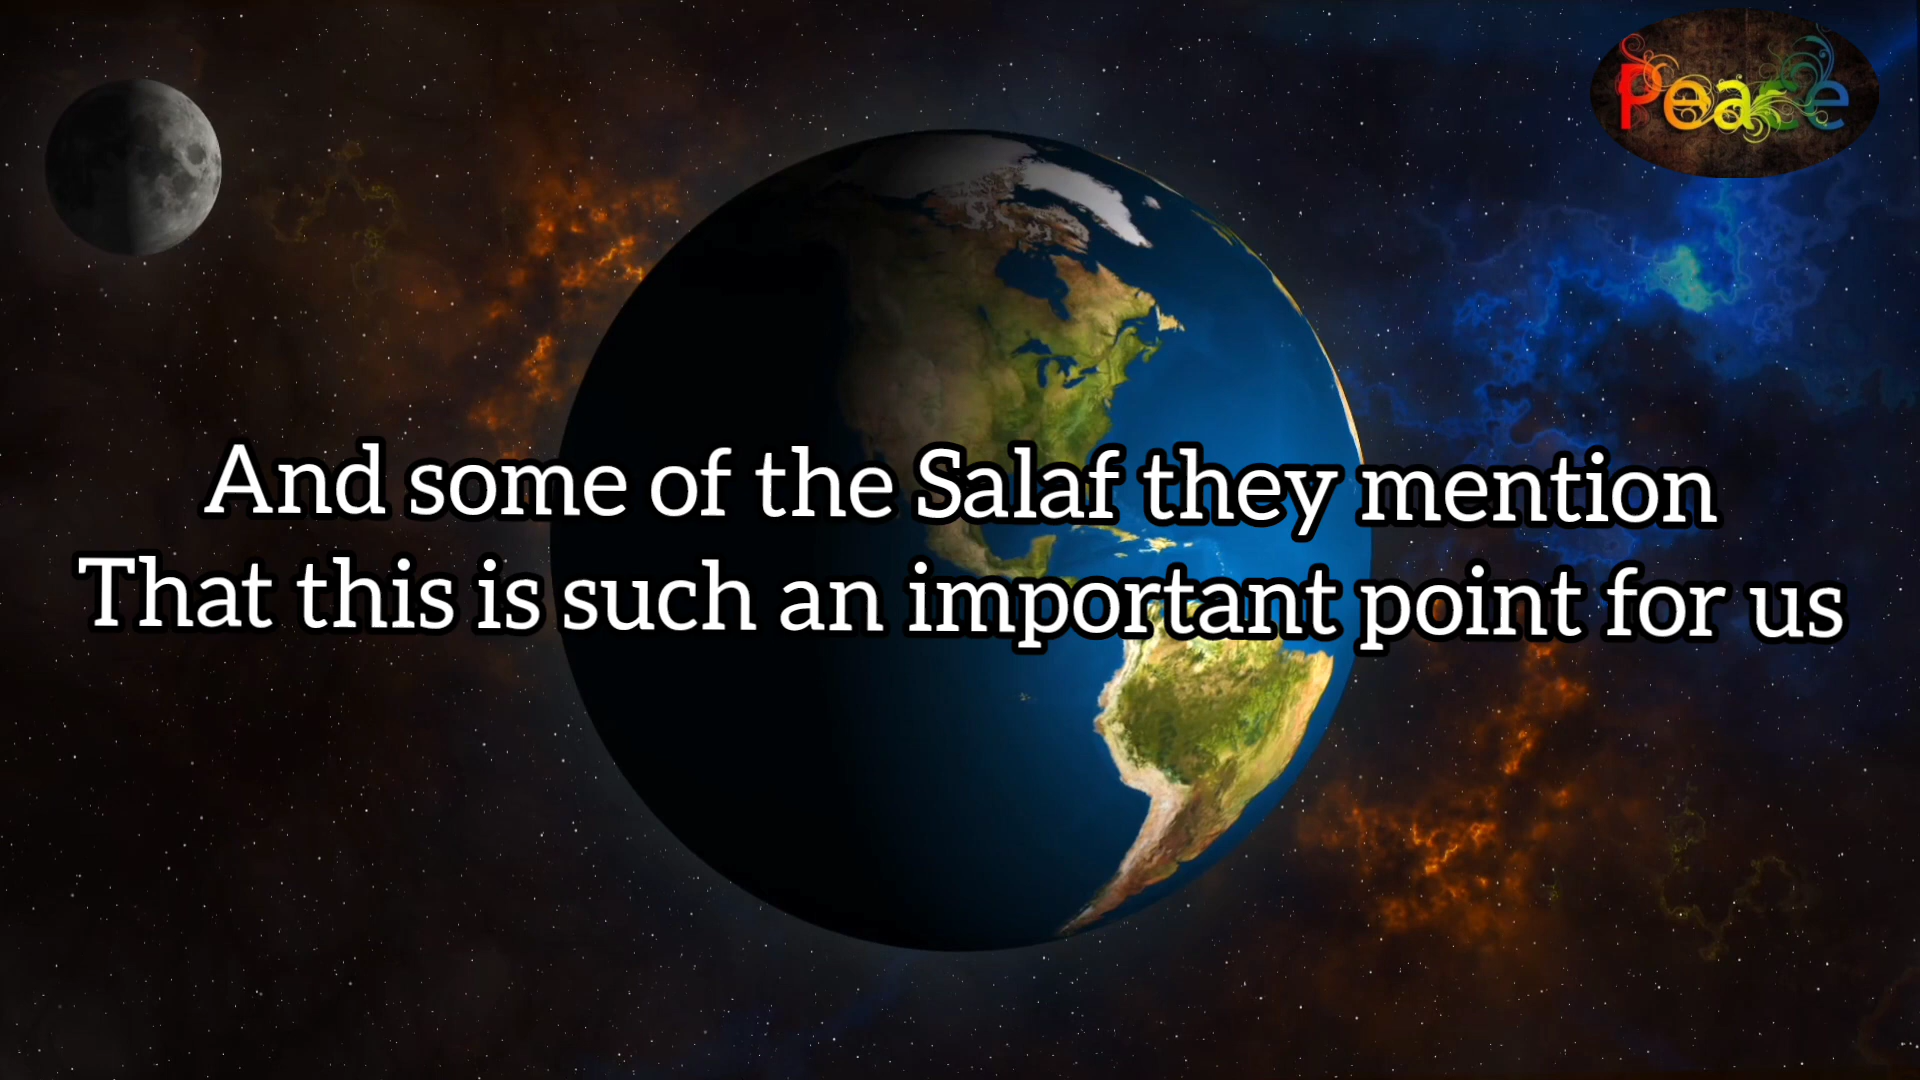 Peace
And some of the Salaf they mention
That this is such an important point for us